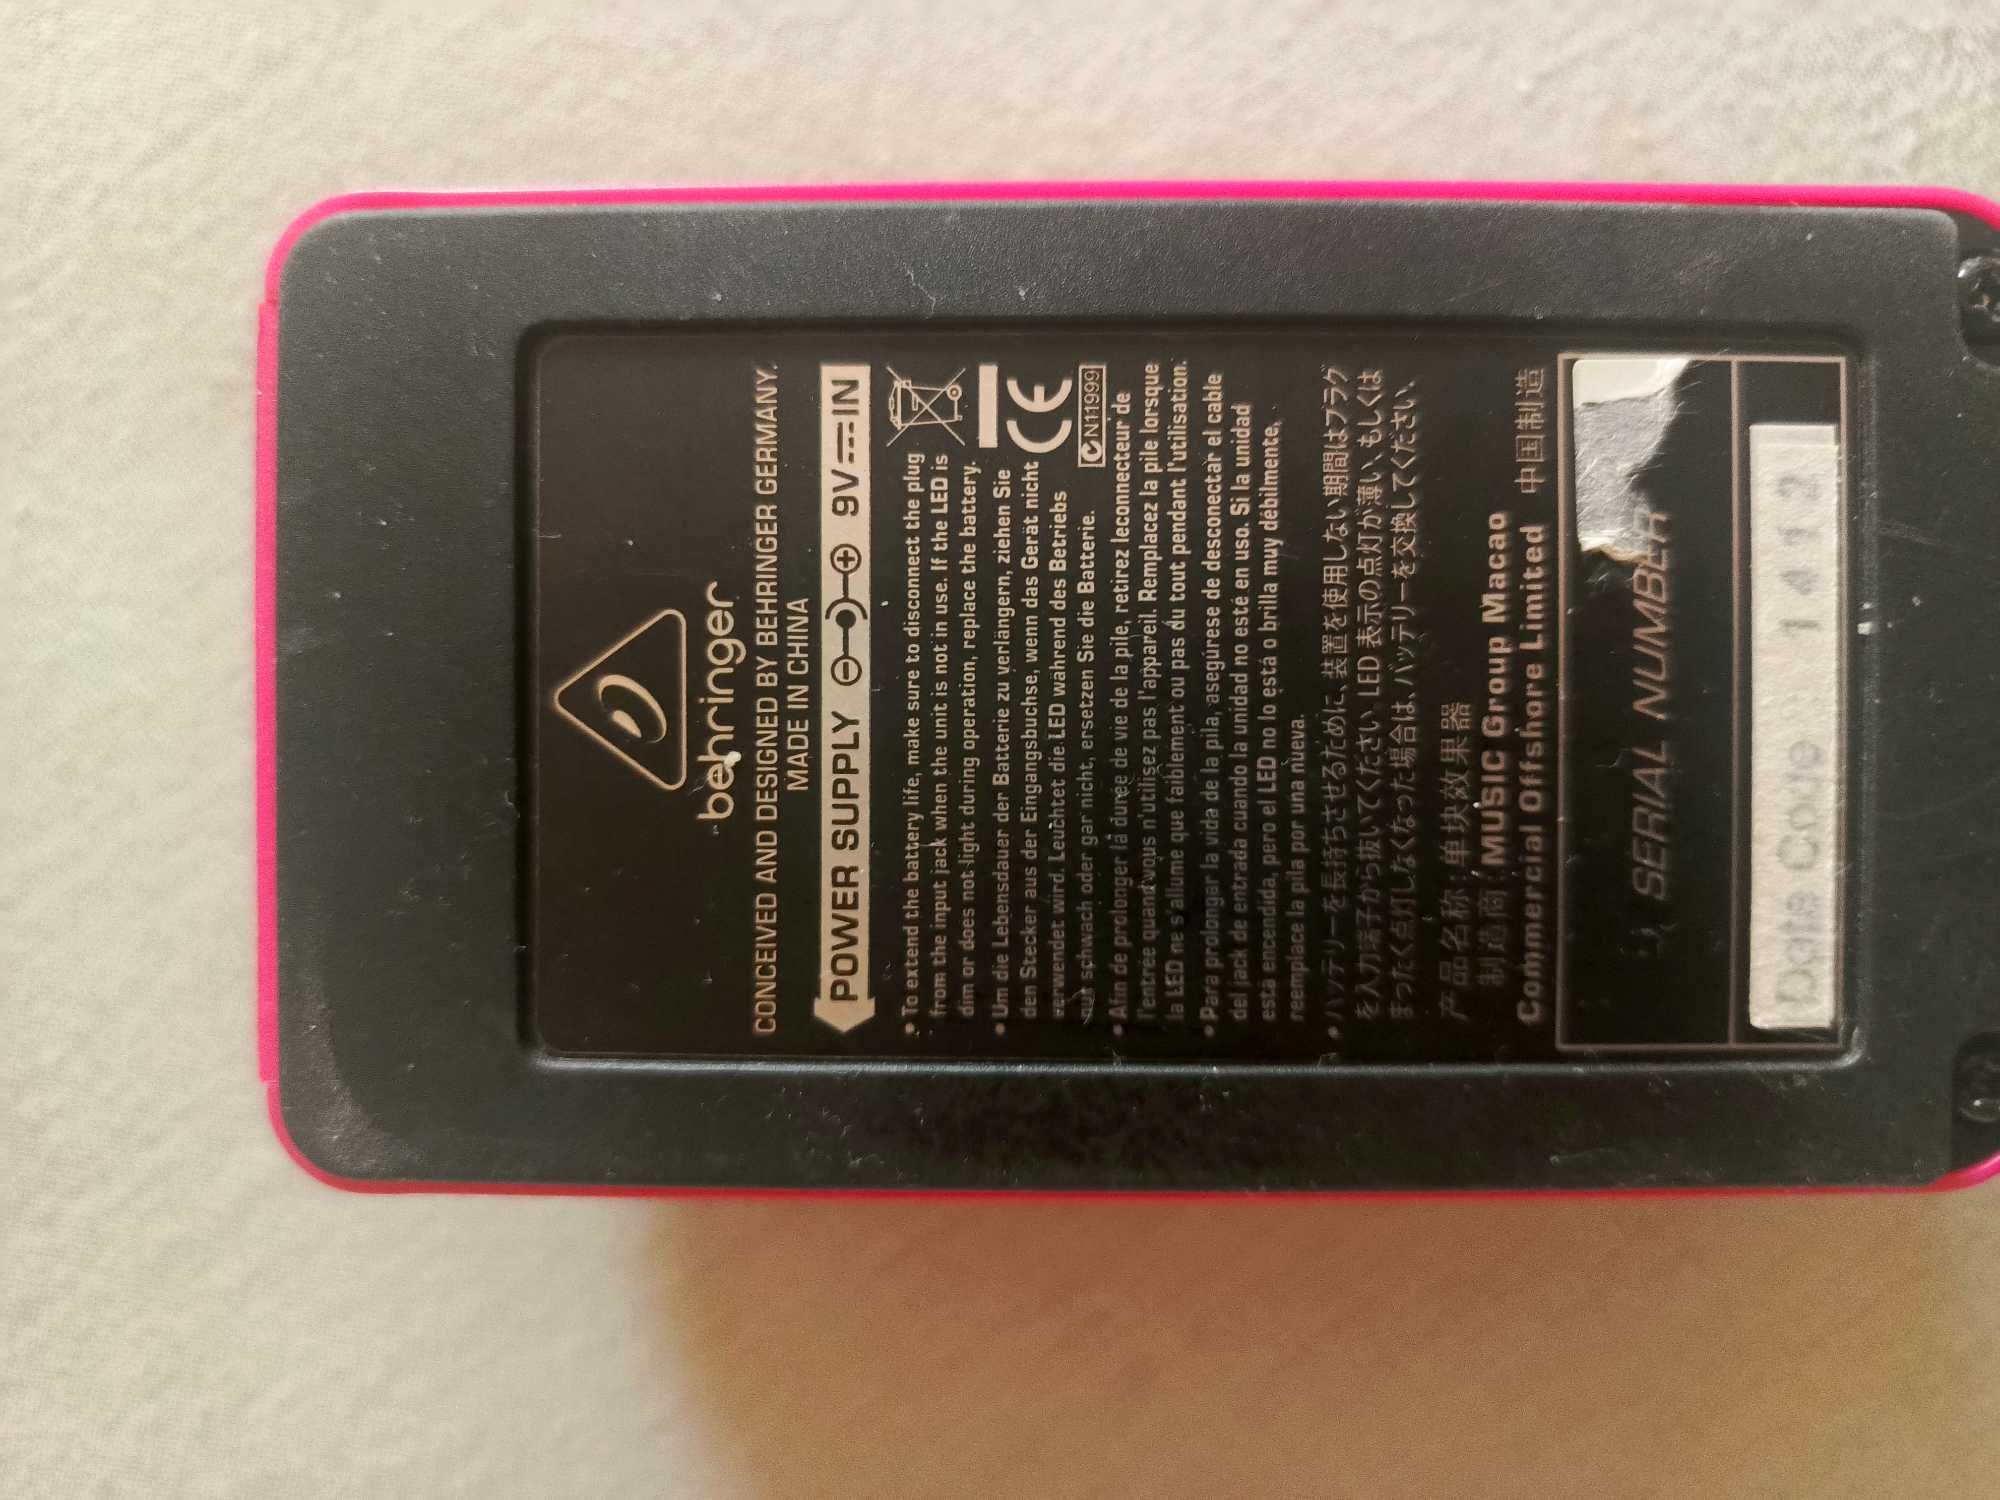 behringer
CONCEIVED AND DESIGNED BY BEHRINGER GERMANY.
MADE IN CHINA
POWER SUPPLY 9V IN
• To extend the battery life, make sure to disconnect the plug
from the input jack when the unit is not in use. If the LED is
dim or does not light during operation, replace the battery.
• Um die Lebensdauer der Batterie zu verlängern, ziehen Sie
den Stecker aus der Eingangsbuchse, wenn das Gerät nicht
verwendet wird. Leuchtet die LED während des Betriebs
nur schwach oder gar nicht, ersetzen Sie die Batterie.
CE
N11999
• Afin de prolonger la durée de vie de la pile, retirez leconnecteur de
l'entrée quand vous n'utilisez pas l'appareil. Remplacez la pile lorsque
la LED ne s'allume que faiblement ou pas du tout pendant l'utilisation.
• Para prolongar la vida de la pila, asegúrese de desconectar el cable
del jack de entrada cuando la unidad no esté en uso. Si la unidad
está encendida, pero el LED no lo está o brilla muy débilmente,
reemplace la pila por una nueva.
• バッテリーを長持ちさせるために、装置を使用しない期間はプラグ
を入力端子から抜いてください。LED 表示の点灯が薄い、もしくは
まったく点灯しなくなった場合は、バッテリーを交換してください。
产品名称:单块效果器
制造商:MUSIC Group Macao
Commercial Offshore Limited 中国制造
SERIAL NUMBER
Date Code 1412